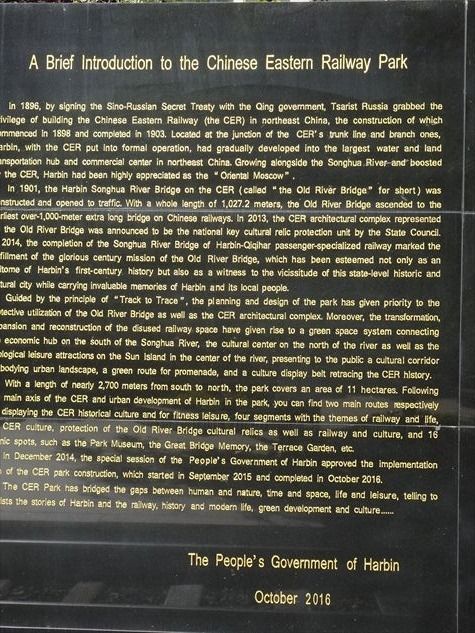 A Brief Introduction to the Chinese Eastern Railway Park
In 1896, by signing the Sino-Russian Secret Treaty with the Qing government, Tsarist Russia grabbed the
vilege of building the Chinese Eastern Railway (the CER) in northeast China, the construction of which
mmenced in 1898 and completed in 1903. Located at the junction of the CER's trunk line and branch ones,
arbin, with the CER put into formal operation, had gradually developed into the largest water and land
ansportation hub and commercial center in northeast China. Growing alongside the Songhua River and boosted
y the CER, Harbin had been highly appreciated as the "Oriental Moscow".
In 1901, the Harbin Songhua River Bridge on the CER (called "the Old River Bridge" for short) was
nstructed and opened to traffic. With a whole length of 1,027.2 meters, the Old River Bridge ascended to the
rliest over-1,000-meter extra long bridge on Chinese railways. In 2013, the CER architectural complex represented
the Old River Bridge was announced to be the national key cultural relic protection unit by the State Council.
2014, the completion of the Songhua River Bridge of Harbin-Qiqihar passenger-specialized railway marked the
fillment of the glorious century mission of the Old River Bridge, which has been esteemed not only as an
itome of Harbin's first-century history but also as a witness to the vicissitude of this state-level historic and
tural city while carrying invaluable memories of Harbin and its local people.
Guided by the principle of "Track to Trace", the planning and design of the park has given priority to the
tective utilization of the Old River Bridge as well as the CER architectural complex. Moreover, the transformation,
pansion and reconstruction of the disused railway space have given rise to a green space system connecting
economic hub on the south of the Songhua River, the cultural center on the north of the river as well as the
ological leisure attractions on the Sun Island in the center of the river, presenting to the public a cultural corridor
bodying urban landscape, a green route for promenade, and a culture display belt retracing the CER history.
With a length of nearly 2,700 meters from south to north, the park covers an area of 11 hectares. Following
main axis of the CER and urban development of Harbin in the park, you can find two main routes respectively
displaying the CER historical culture and for fitness leisure, four segments with the themes of railway and life,
CER culture, protection of the Old River Bridge cultural relics as well as railway and culture, and 16
nic spots, such as the Park Museum, the Great Bridge Memory, the Terrace Garden, etc.
In December 2014, the special session of the People's Government of Harbin approved the implementation
n of the CER park construction, which started in September 2015 and completed in October 2016.
The CER Park has bridged the gaps between human and nature, time and space, life and leisure, telling to
ists the stories of Harbin and the railway, history and modern life, green development and culture......
The People's Government of Harbin
October 2016